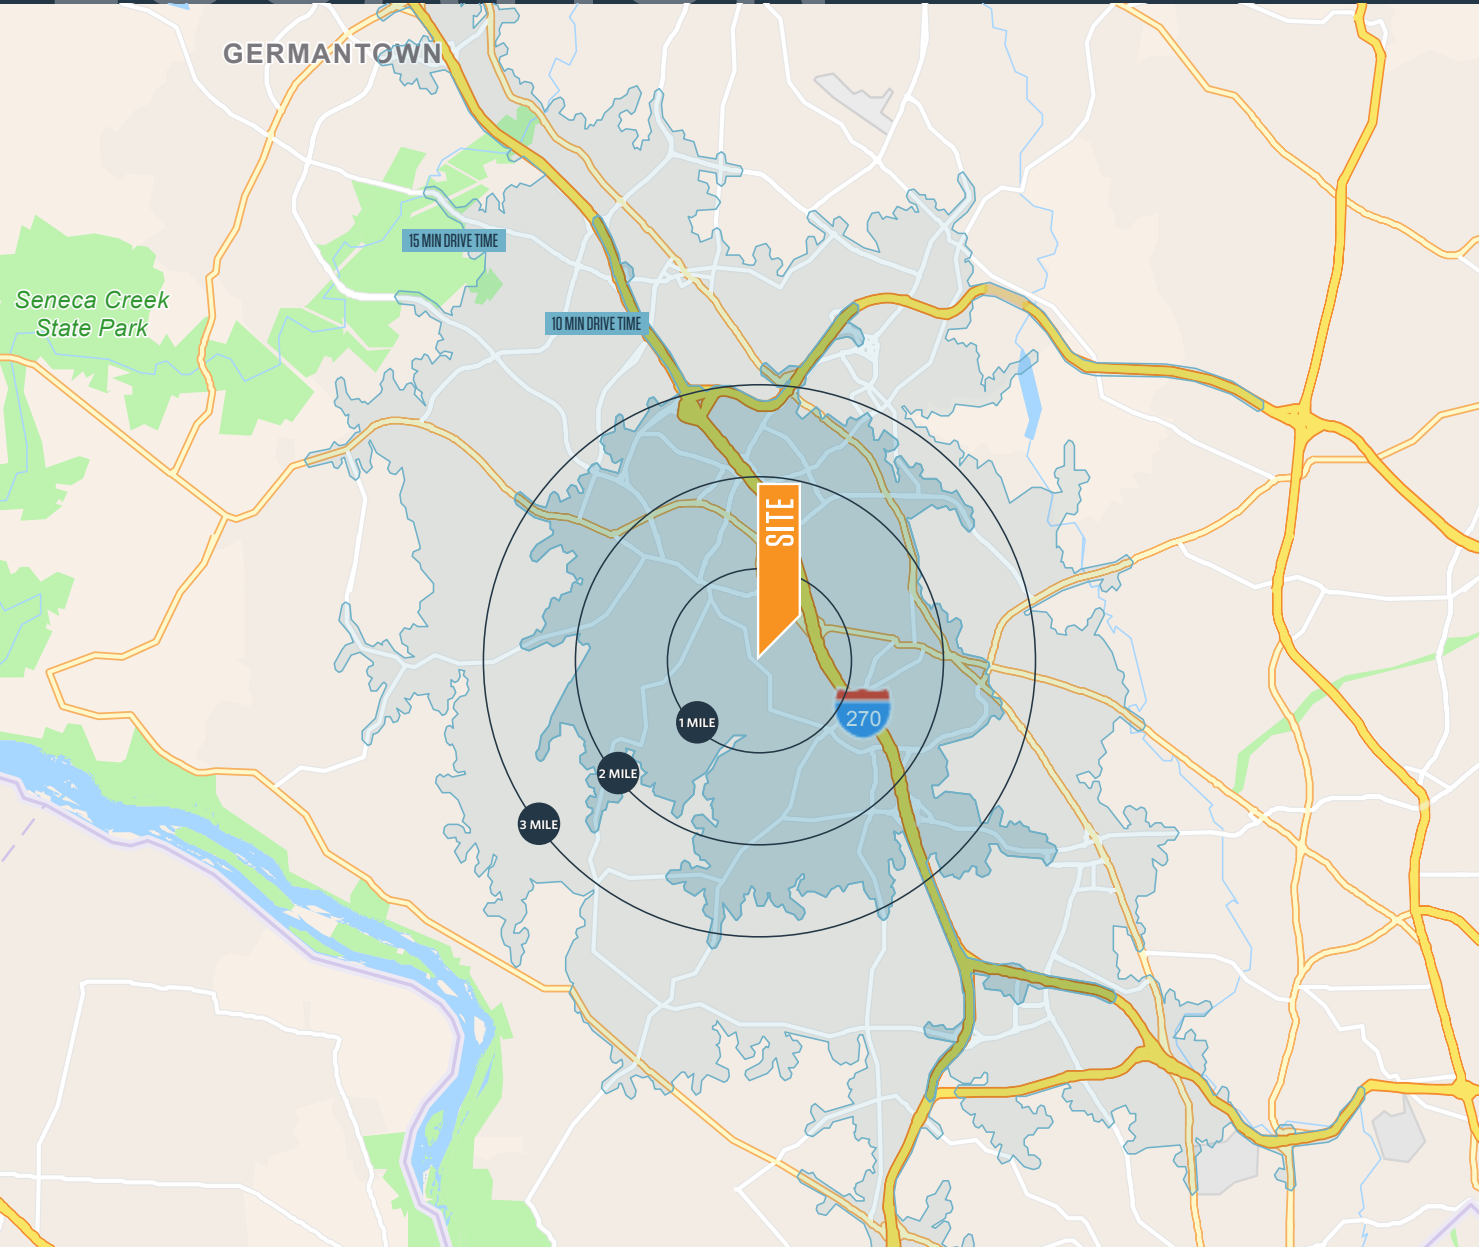 GERMANTOWN
15 MIN DRIVE TIME
Seneca Creek
State Park
10 MIN DRIVE TIME
SITE
270
1 MILE
2 MILE
3 MILE